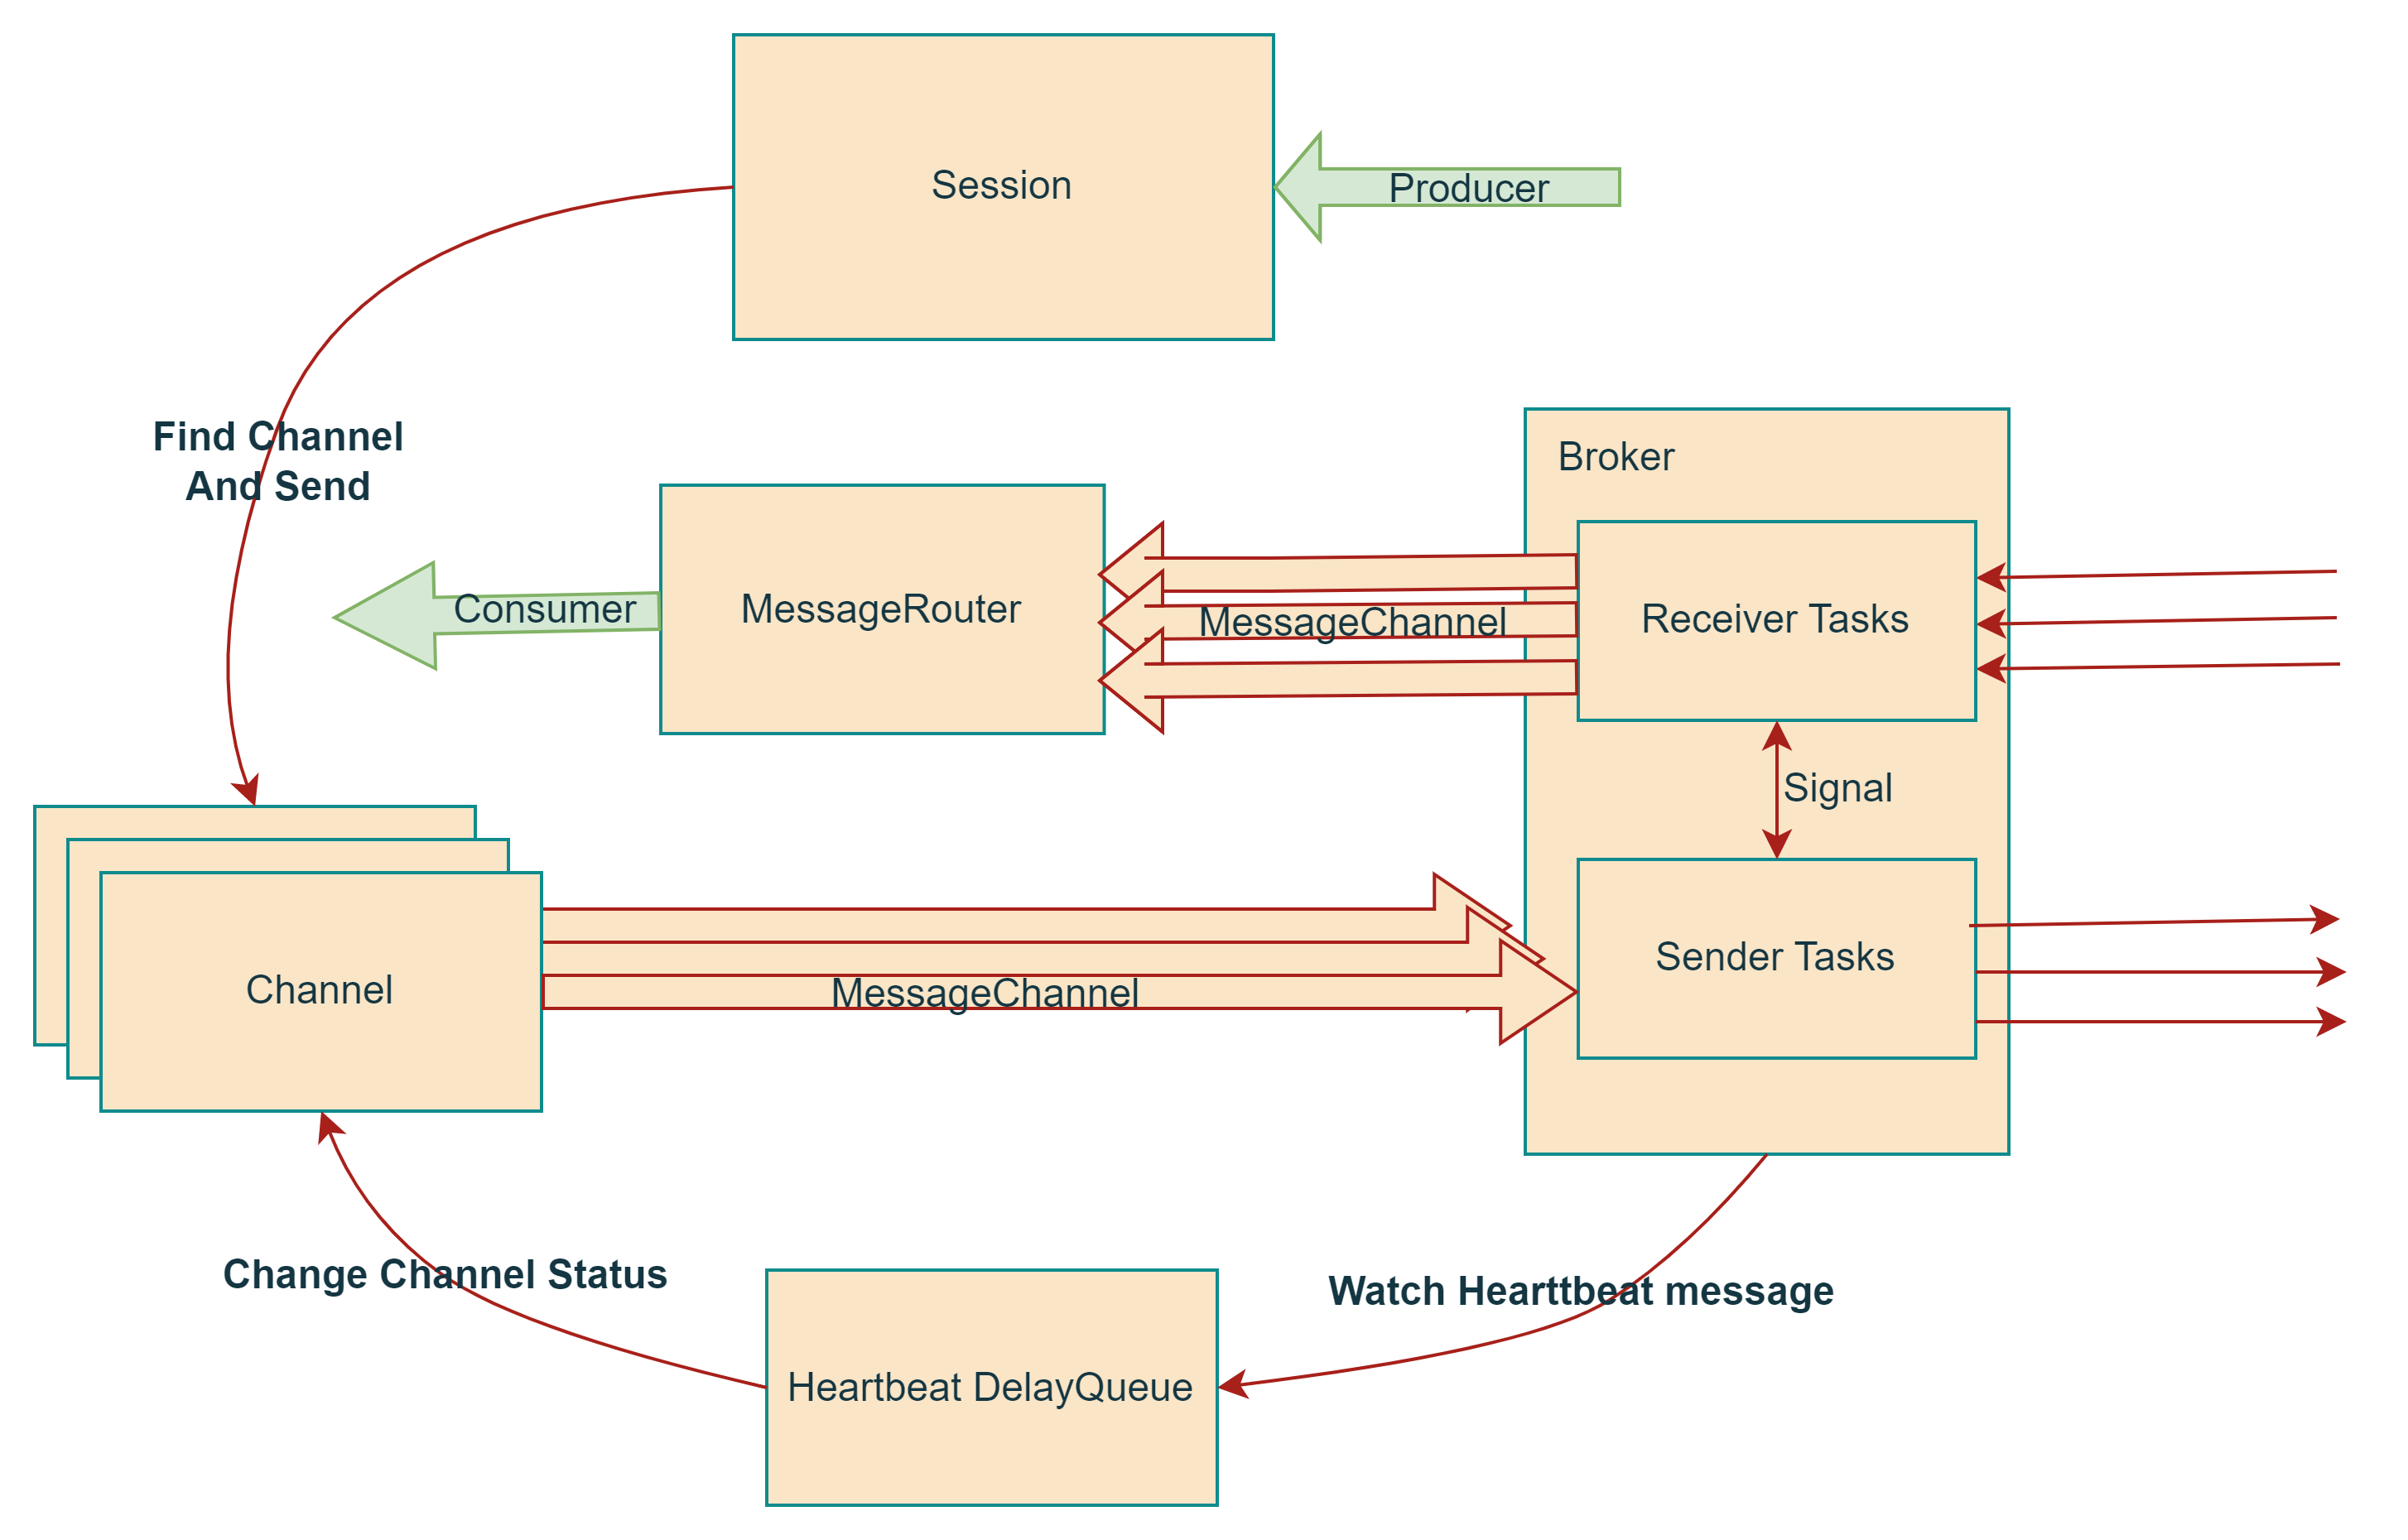 Session
Producer
Find Channel
And Send
Broker
Consumer
MessageRouter
MessageChannel
Receiver Tasks
Signal
Channel
MessageChannel
Sender Tasks
Change Channel Status
Watch Hearttbeat message
Heartbeat DelayQueue